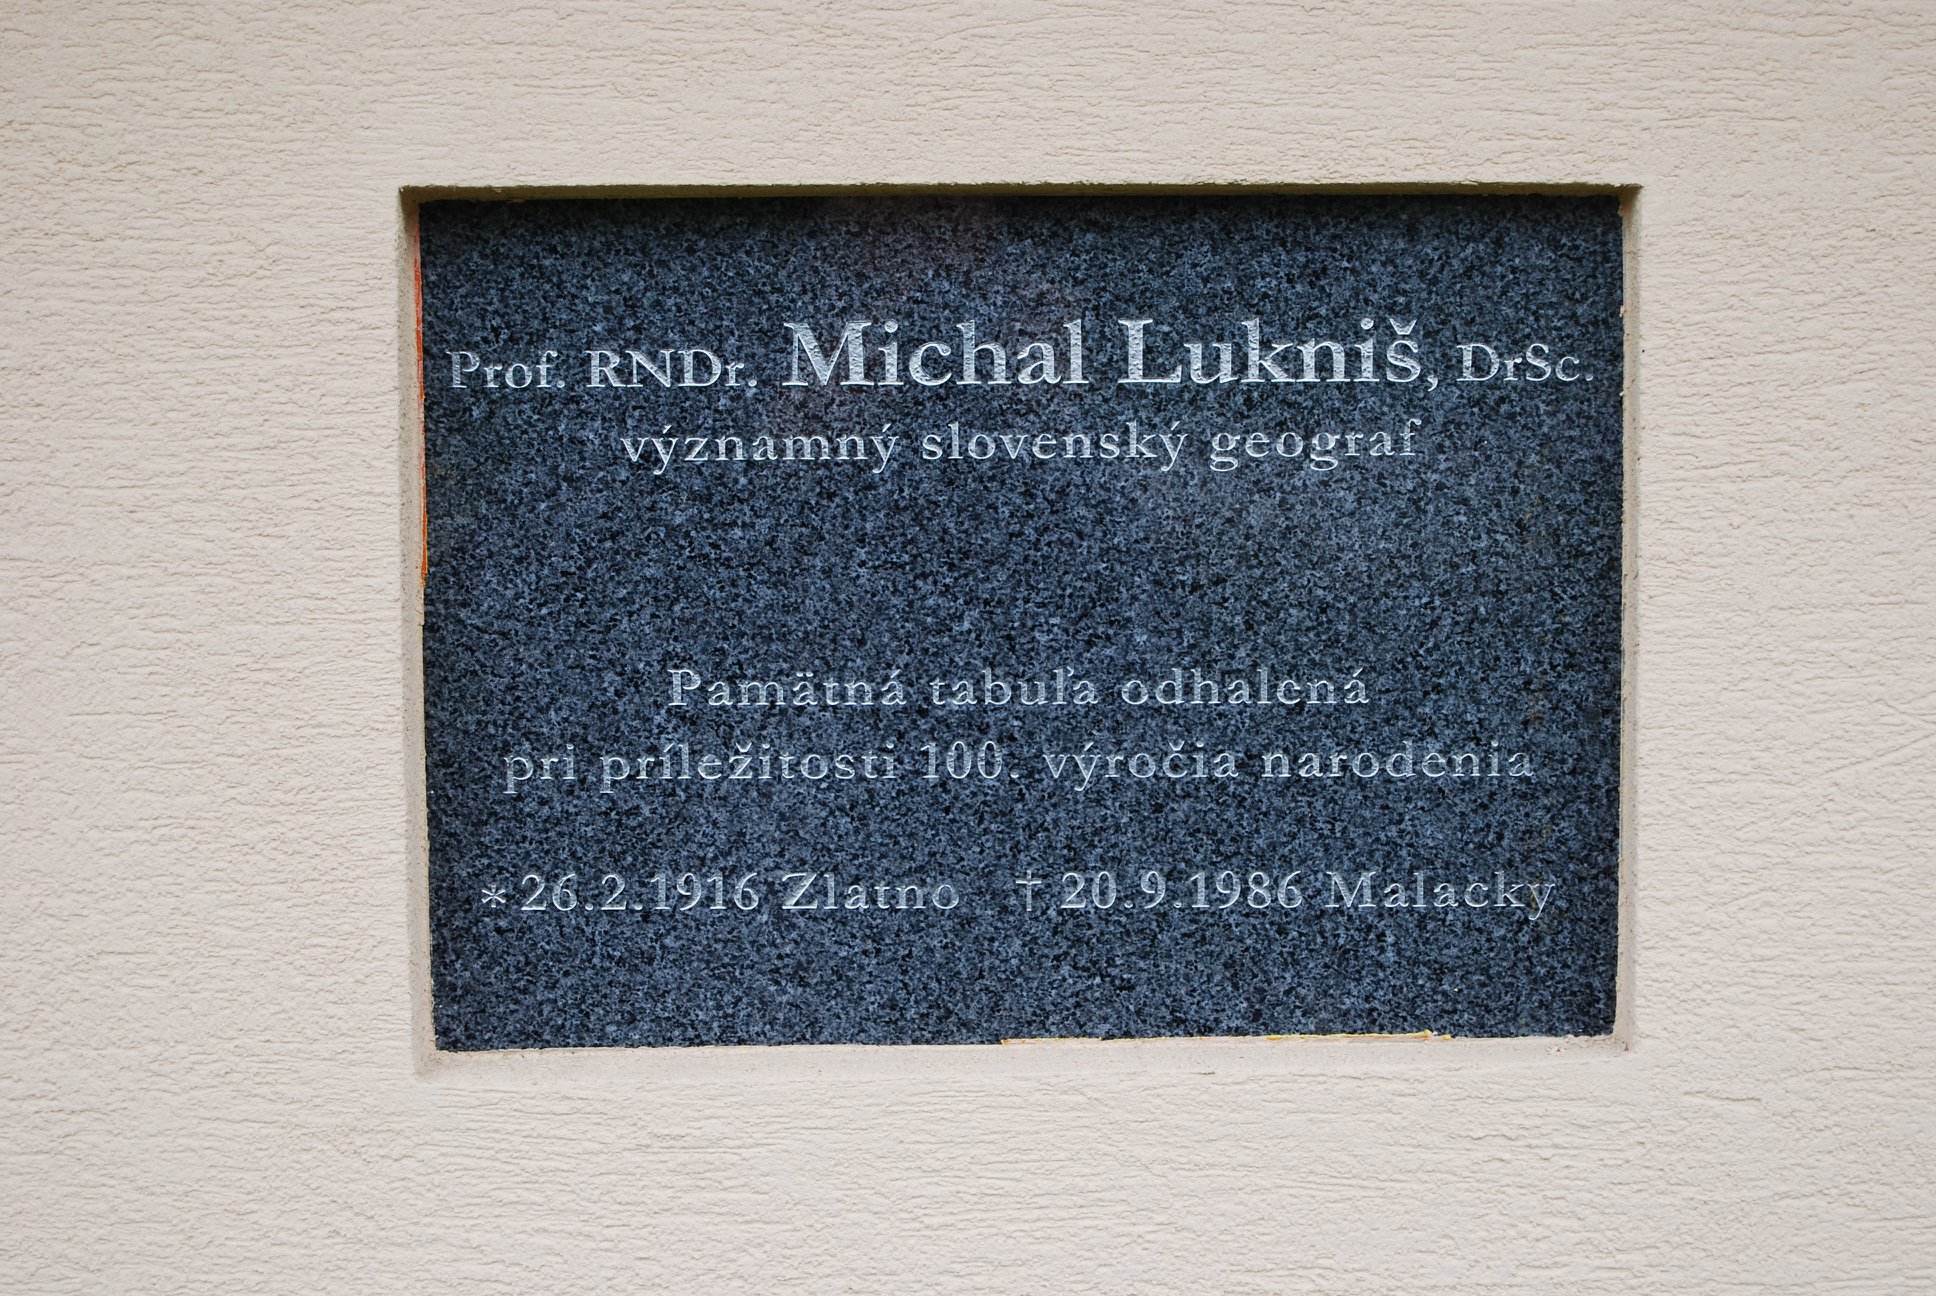 Prof. RNDr. Michal Lukniš, DrSc.
významný slovenský geograf
Pamätná tabuľa odhalená
pri príležitosti 100. výročia narodenia
* 26.2.1916 Zlatno † 20.9.1986 Malacky